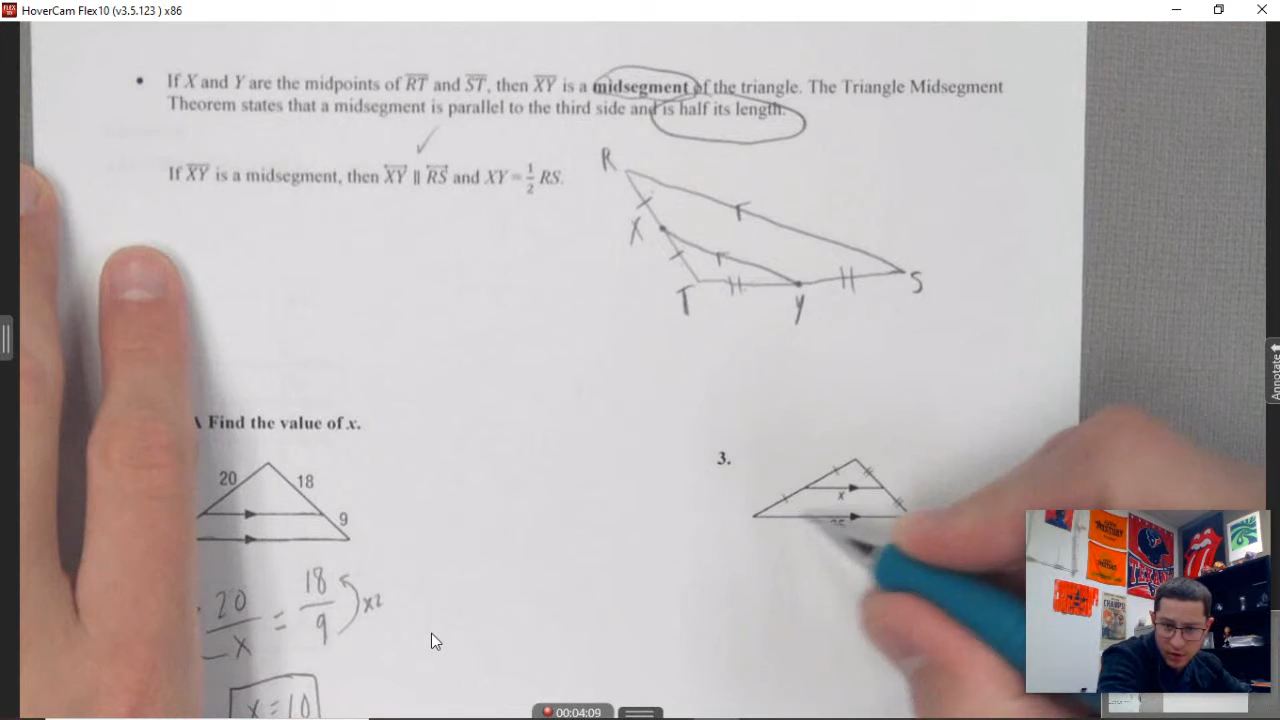 HoverCam Flex10 (v3.5.123 ) x86
• If X and Y are the midpoints of RT and ST, then XY is a midsegment of the triangle. The Triangle Midsegment
Theorem states that a midsegment is parallel to the third side and is half its length.
If XY is a midsegment, then XY ∥ RS and XY = 1/2 RS.
R
X
T
Y
S
Annotate
Find the value of x.
20
18
9
3.
x
20/x = 18/9 x2
x = 10
TEXANS
00:04:09